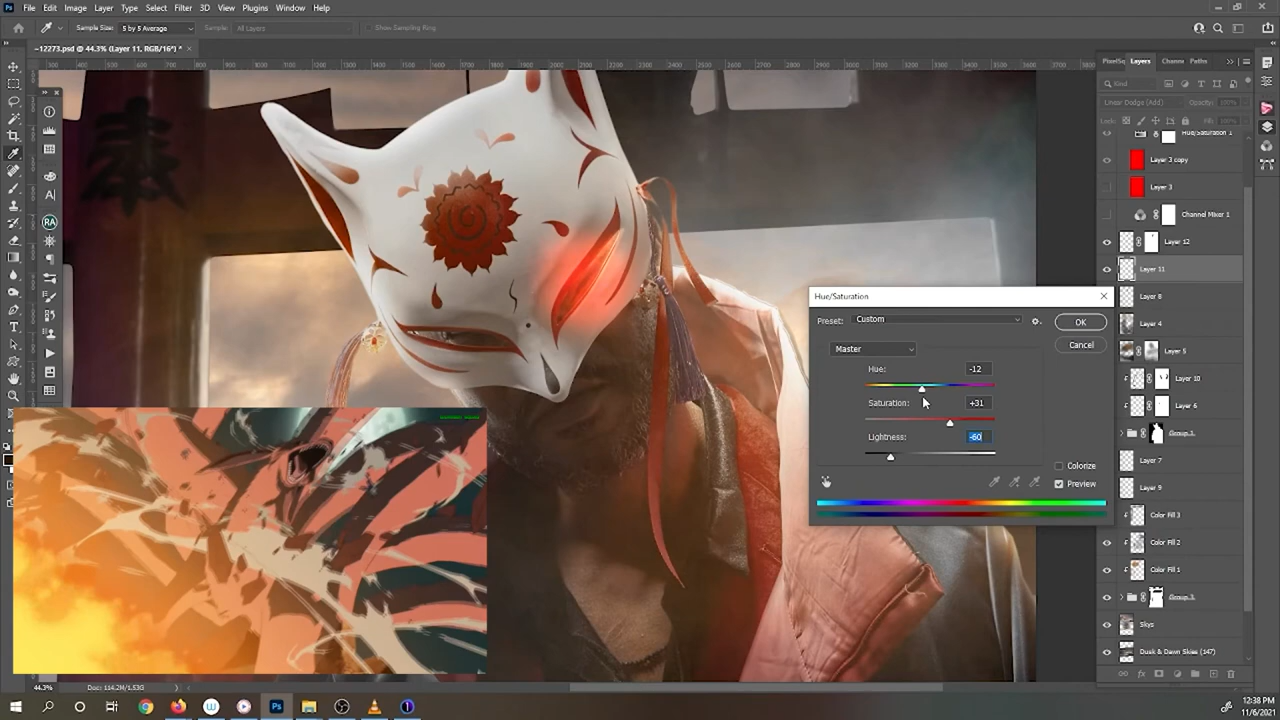 File Edit Image Layer Type Select Filter 3D View Plugins Window Help
Sample Size: 5 by 5 Average Sample: All Layers Show Sampling Ring
~12273.psd @ 44.3% (Layer 11, RGB/16*) *
Layers Channe Paths
Kind
Linear Dodge (Add) Opacity: 100%
Lock: Fill: 100%
Hue/Saturation 1
Layer 3 copy
Layer 3
Channel Mixer 1
Layer 12
Layer 11
Layer 8
Layer 4
Layer 5
Layer 10
Layer 6
Group 1
Layer 7
Layer 9
Color Fill 3
Color Fill 2
Color Fill 1
Group 3
Skys
Dusk & Dawn Skies (147)
Hue/Saturation
Preset: Custom
OK
Cancel
Master
Hue: -12
Saturation: +31
Lightness: -60
Colorize
Preview
44.3% Doc: 114.2M/1.53G
12:38 PM
11/6/2021